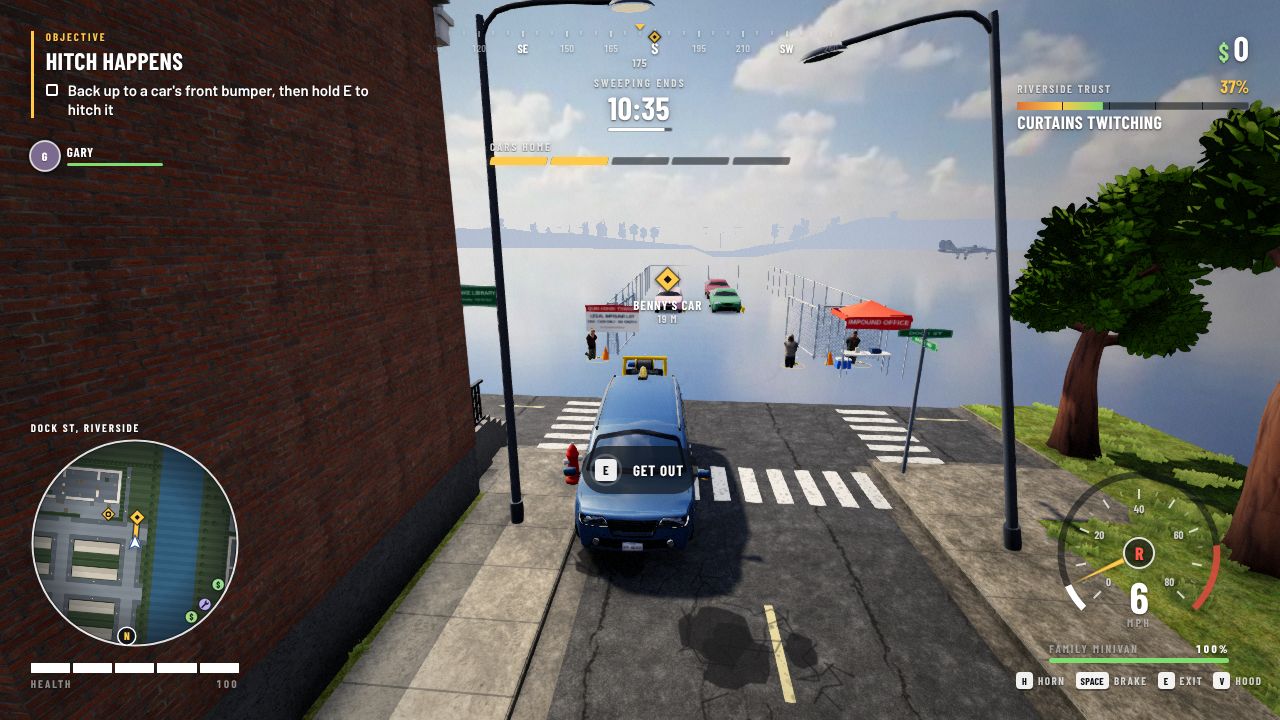 OBJECTIVE
HITCH HAPPENS
Back up to a car's front bumper, then hold E to
hitch it
G
GARY
120
SE
150
165
S
195
210
SW
175
SWEEPING ENDS
10:35
CARS HOME
$ 0
RIVERSIDE TRUST
37%
CURTAINS TWITCHING
BENNY'S CAR
19 M
IMPOUND OFFICE
E
GET OUT
DOCK ST, RIVERSIDE
$
$
N
HEALTH
100
0
20
40
60
80
R
6
MPH
FAMILY MINIVAN
100%
H
HORN
SPACE
BRAKE
E
EXIT
V
HOOD